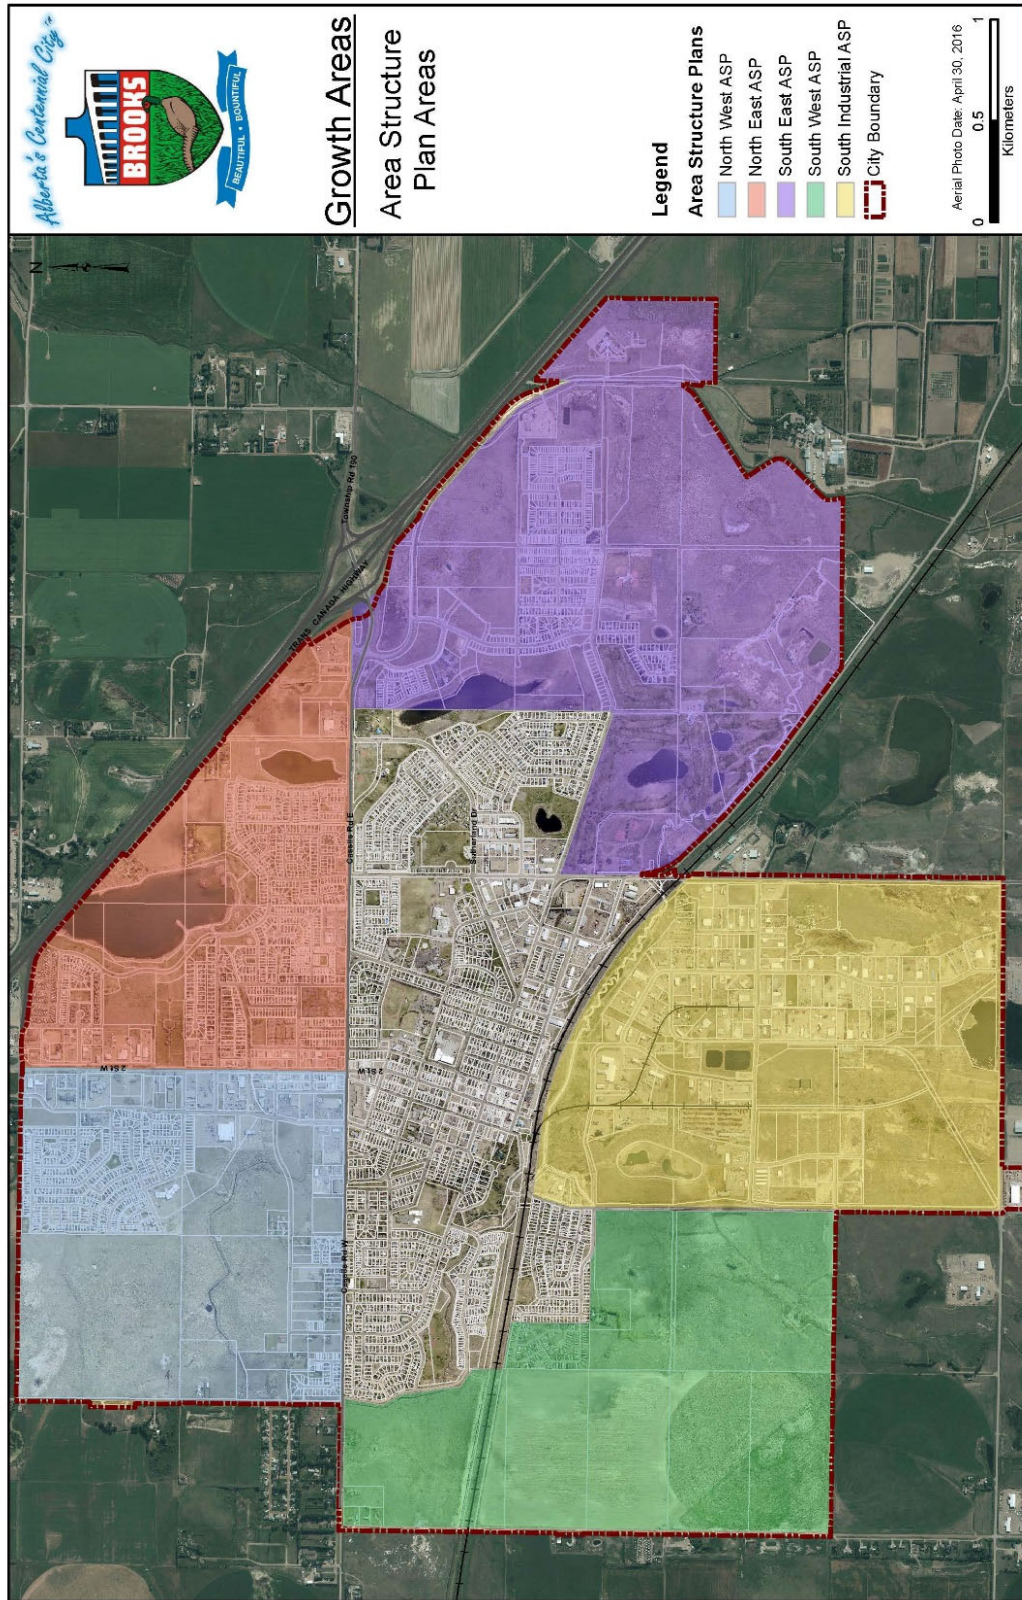 Alberta's Centennial City
BROOKS
BEAUTIFUL • BOUNTIFUL
Growth Areas
Area Structure
Plan Areas
Legend
Area Structure Plans
North West ASP
North East ASP
South East ASP
South West ASP
South Industrial ASP
City Boundary
Aerial Photo Date: April 30, 2016
0 0.5 1
Kilometers
N
TRANS CANADA HIGHWAY
Township Rd 190
2 St W
Cassils Rd E
Sutherland Dr
2 St W
Cassils Rd W